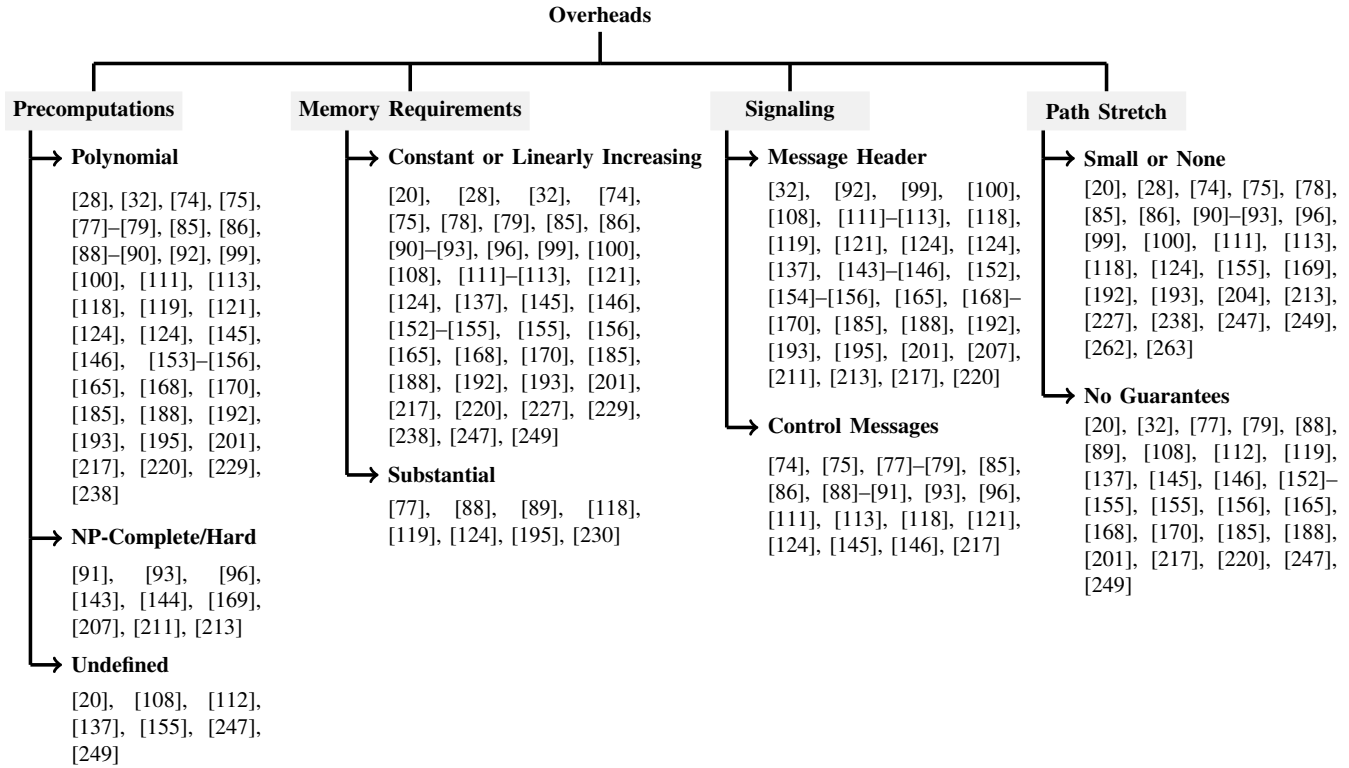 Overheads
Precomputations
Polynomial
[28], [32], [74], [75],
[77]–[79], [85], [86],
[88]–[90], [92], [99],
[100], [111], [113],
[118], [119], [121],
[124], [124], [145],
[146], [153]–[156],
[165], [168], [170],
[185], [188], [192],
[193], [195], [201],
[217], [220], [229],
[238]
NP-Complete/Hard
[91], [93], [96],
[143], [144], [169],
[207], [211], [213]
Undefined
[20], [108], [112],
[137], [155], [247],
[249]
Memory Requirements
Constant or Linearly Increasing
[20], [28], [32], [74],
[75], [78], [79], [85], [86],
[90]–[93], [96], [99], [100],
[108], [111]–[113], [121],
[124], [137], [145], [146],
[152]–[155], [155], [156],
[165], [168], [170], [185],
[188], [192], [193], [201],
[217], [220], [227], [229],
[238], [247], [249]
Substantial
[77], [88], [89], [118],
[119], [124], [195], [230]
Signaling
Message Header
[32], [92], [99], [100],
[108], [111]–[113], [118],
[119], [121], [124], [124],
[137], [143]–[146], [152],
[154]–[156], [165], [168]–
[170], [185], [188], [192],
[193], [195], [201], [207],
[211], [213], [217], [220]
Control Messages
[74], [75], [77]–[79], [85],
[86], [88]–[91], [93], [96],
[111], [113], [118], [121],
[124], [145], [146], [217]
Path Stretch
Small or None
[20], [28], [74], [75], [78],
[85], [86], [90]–[93], [96],
[99], [100], [111], [113],
[118], [124], [155], [169],
[192], [193], [204], [213],
[227], [238], [247], [249],
[262], [263]
No Guarantees
[20], [32], [77], [79], [88],
[89], [108], [112], [119],
[137], [145], [146], [152]–
[155], [155], [156], [165],
[168], [170], [185], [188],
[201], [217], [220], [247],
[249]